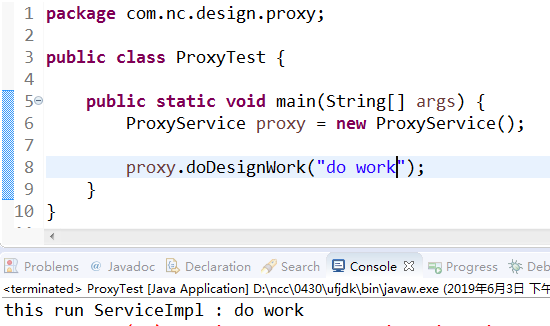 1 package com.nc.design.proxy;
2
3 public class ProxyTest {
4
5 public static void main(String[] args) {
6 ProxyService proxy = new ProxyService();
7
8 proxy.doDesignWork("do work");
9 }
10 }
Problems @ Javadoc Declaration Search Console Progress Deb
<terminated> ProxyTest [Java Application] D:\ncc\0430\ufjdk\bin\javaw.exe (2019年6月3日 下午
this run ServiceImpl : do work